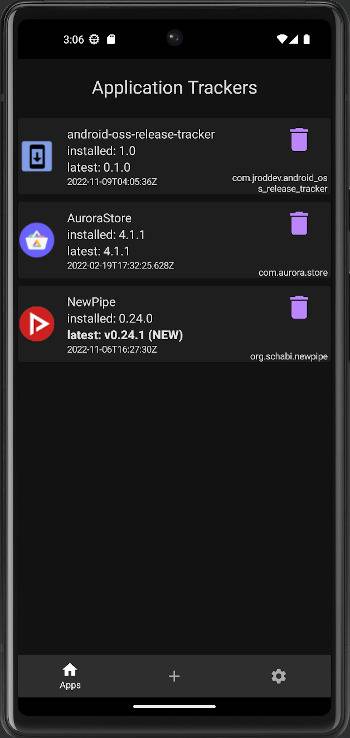 3:06
Application Trackers
android-oss-release-tracker
installed: 1.0
latest: 0.1.0
2022-11-09T04:05:36Z
com.jroddev.android_os
s_release_tracker
AuroraStore
installed: 4.1.1
latest: 4.1.1
2022-02-19T17:32:25.628Z
com.aurora.store
NewPipe
installed: 0.24.0
latest: v0.24.1 (NEW)
2022-11-06T16:27:30Z
org.schabi.newpipe
Apps